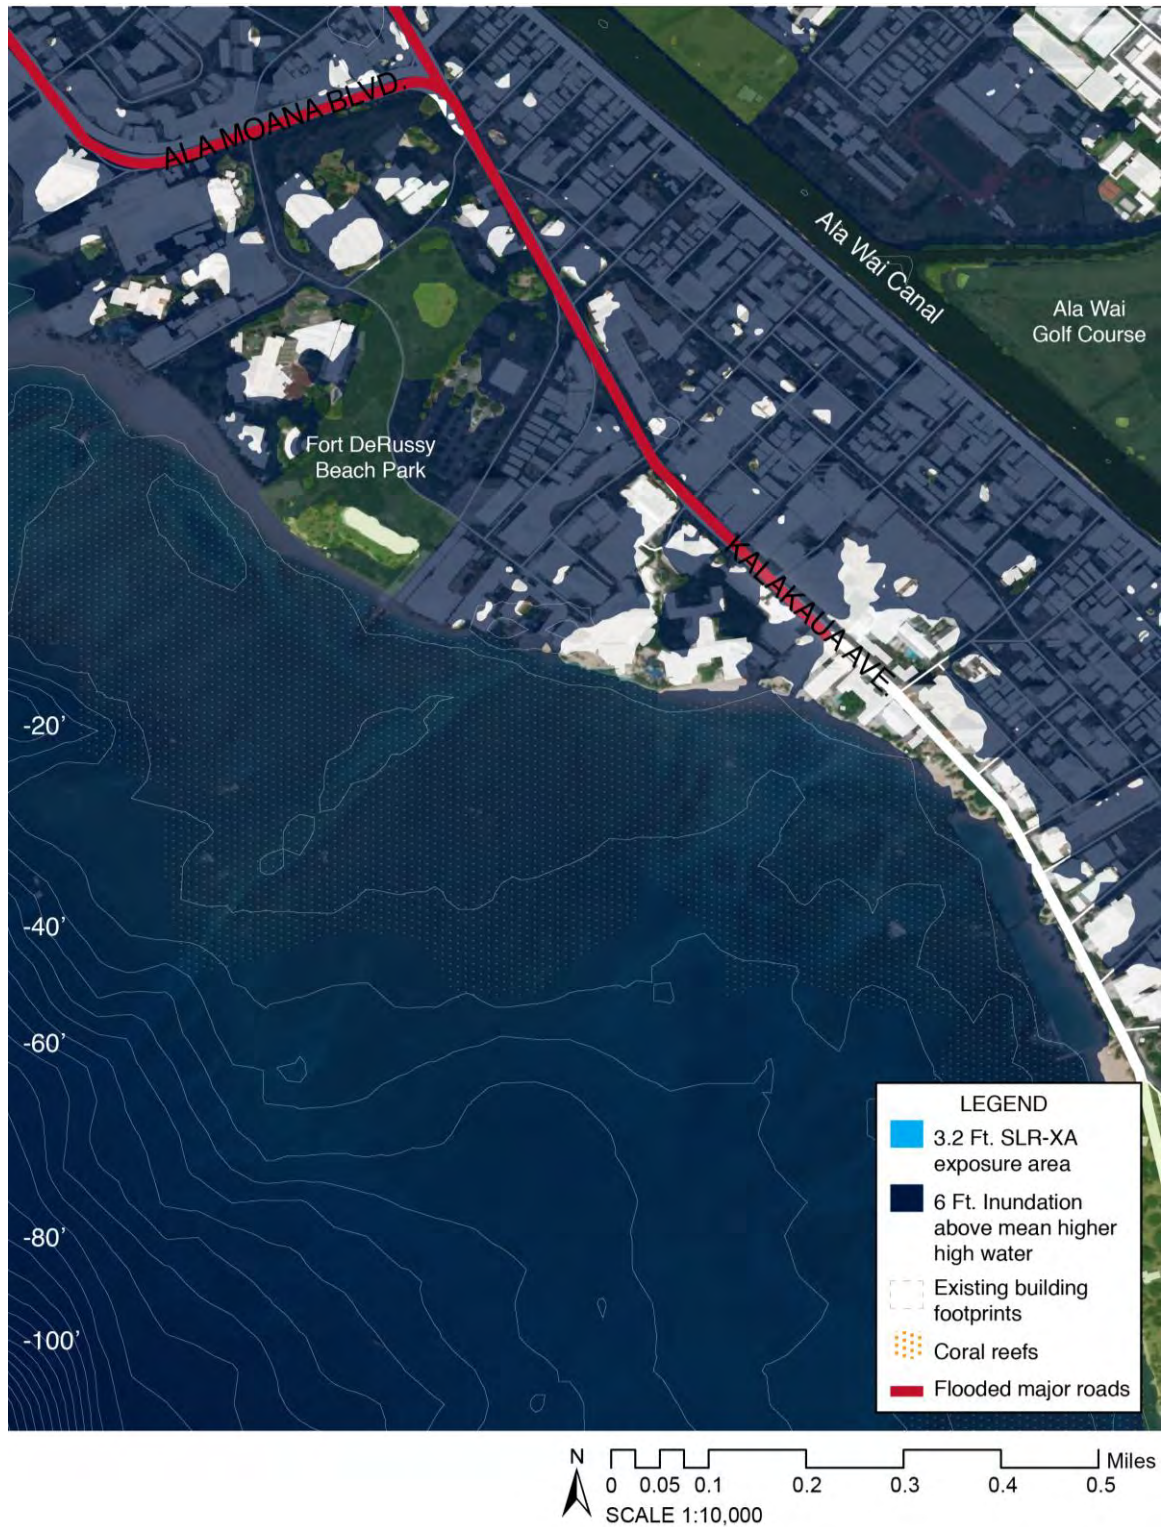 ALA MOANA BLVD.
Ala Wai Canal
Ala Wai
Golf Course
Fort DeRussy
Beach Park
KALAKAUA AVE.
-20’
-40’
-60’
-80’
-100’
LEGEND
3.2 Ft. SLR-XA
exposure area
6 Ft. Inundation
above mean higher
high water
Existing building
footprints
Coral reefs
Flooded major roads
N
Miles
0 0.05 0.1 0.2 0.3 0.4 0.5
SCALE 1:10,000